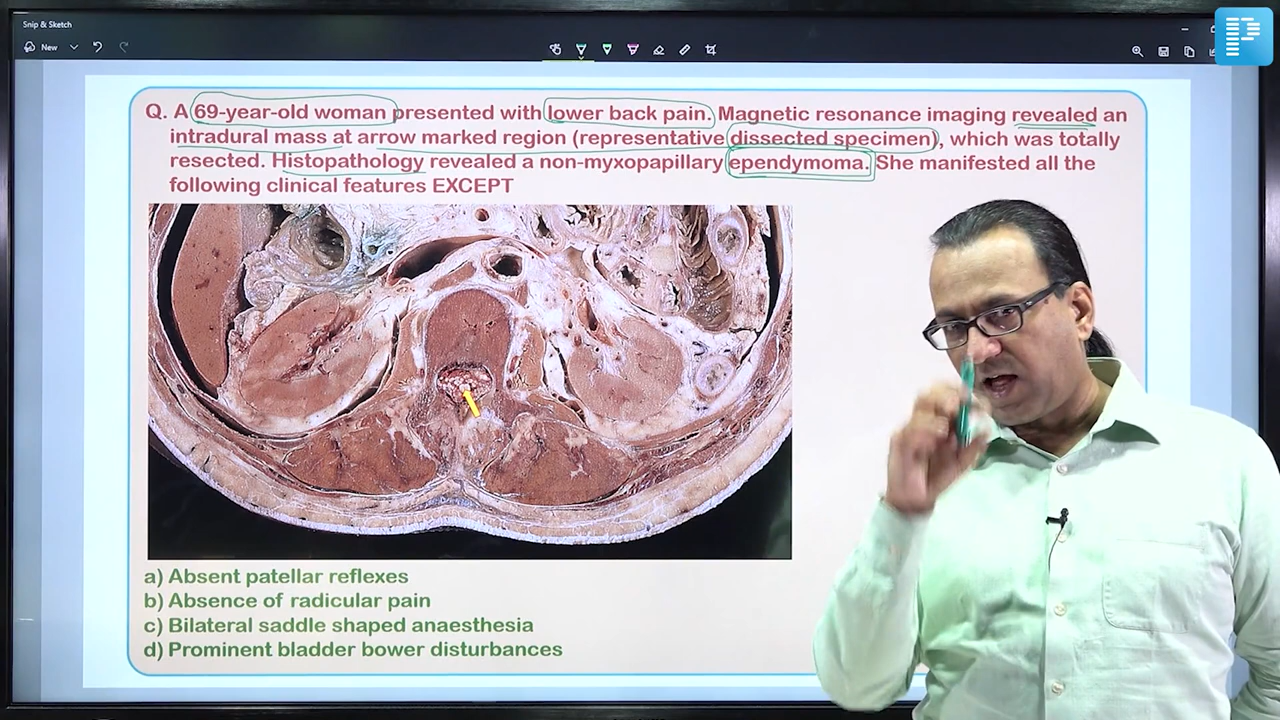 Snip & Sketch
New
Q. A 69-year-old woman presented with lower back pain. Magnetic resonance imaging revealed an
intradural mass at arrow marked region (representative dissected specimen), which was totally
resected. Histopathology revealed a non-myxopapillary ependymoma. She manifested all the
following clinical features EXCEPT
a) Absent patellar reflexes
b) Absence of radicular pain
c) Bilateral saddle shaped anaesthesia
d) Prominent bladder bower disturbances